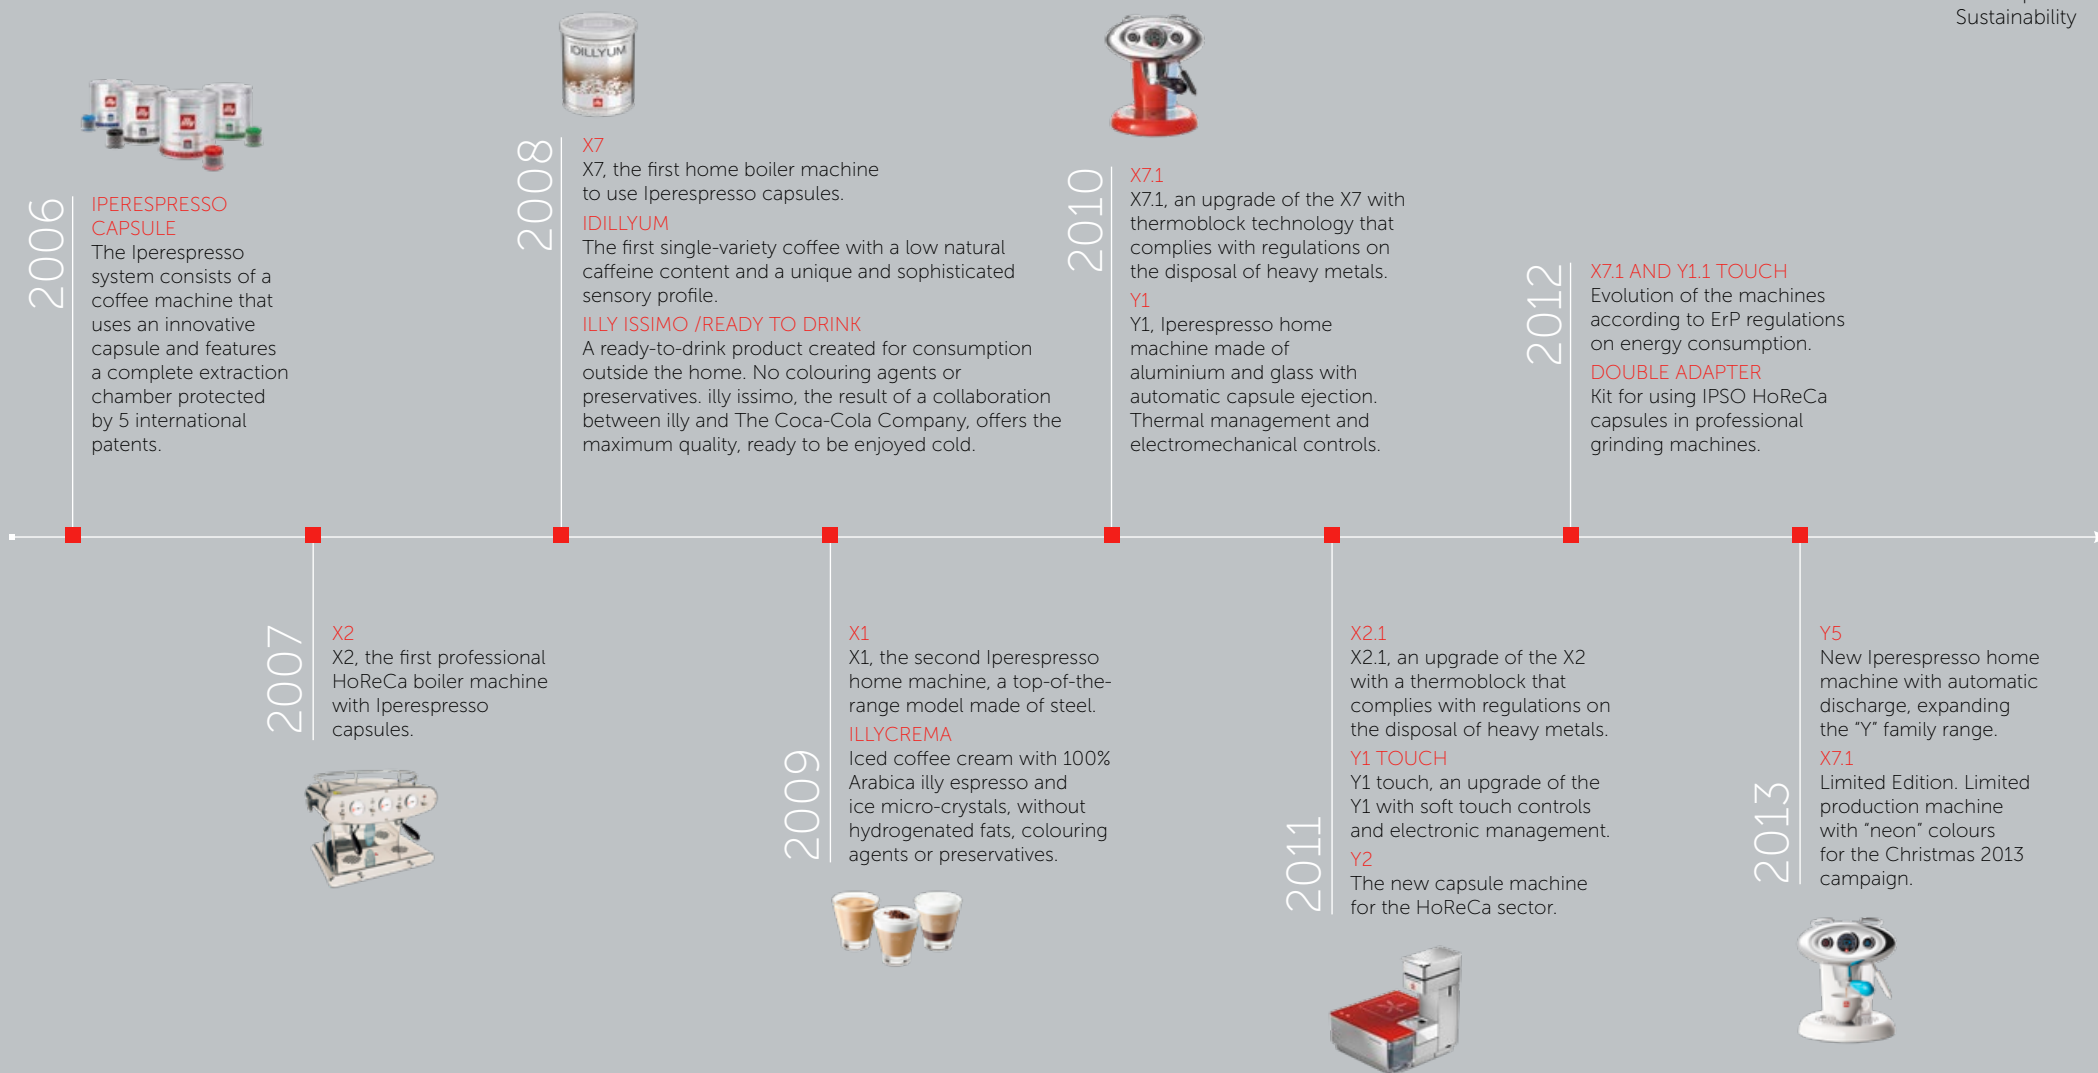 Sustainability
IDILLYUM
2006
IPERESPRESSO
CAPSULE
The Iperespresso
system consists of a
coffee machine that
uses an innovative
capsule and features
a complete extraction
chamber protected
by 5 international
patents.
2007
X2
X2, the first professional
HoReCa boiler machine
with Iperespresso
capsules.
2008
X7
X7, the first home boiler machine
to use Iperespresso capsules.
IDILLYUM
The first single-variety coffee with a low natural
caffeine content and a unique and sophisticated
sensory profile.
ILLY ISSIMO /READY TO DRINK
A ready-to-drink product created for consumption
outside the home. No colouring agents or
preservatives. illy issimo, the result of a collaboration
between illy and The Coca-Cola Company, offers the
maximum quality, ready to be enjoyed cold.
2009
X1
X1, the second Iperespresso
home machine, a top-of-the-
range model made of steel.
ILLYCREMA
Iced coffee cream with 100%
Arabica illy espresso and
ice micro-crystals, without
hydrogenated fats, colouring
agents or preservatives.
2010
X7.1
X7.1, an upgrade of the X7 with
thermoblock technology that
complies with regulations on
the disposal of heavy metals.
Y1
Y1, Iperespresso home
machine made of
aluminium and glass with
automatic capsule ejection.
Thermal management and
electromechanical controls.
2011
X2.1
X2.1, an upgrade of the X2
with a thermoblock that
complies with regulations on
the disposal of heavy metals.
Y1 TOUCH
Y1 touch, an upgrade of the
Y1 with soft touch controls
and electronic management.
Y2
The new capsule machine
for the HoReCa sector.
2012
X7.1 AND Y1.1 TOUCH
Evolution of the machines
according to ErP regulations
on energy consumption.
DOUBLE ADAPTER
Kit for using IPSO HoReCa
capsules in professional
grinding machines.
2013
Y5
New Iperespresso home
machine with automatic
discharge, expanding
the “Y” family range.
X7.1
Limited Edition. Limited
production machine
with “neon” colours
for the Christmas 2013
campaign.